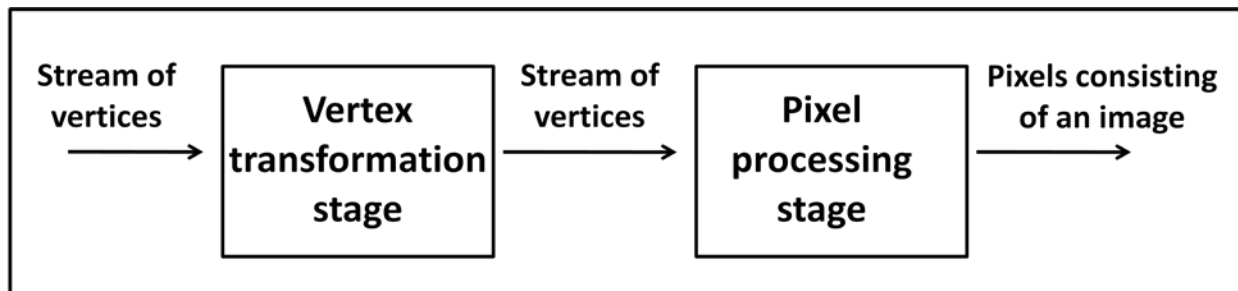 Stream of
vertices
Vertex
transformation
stage
Stream of
vertices
Pixel
processing
stage
Pixels consisting
of an image